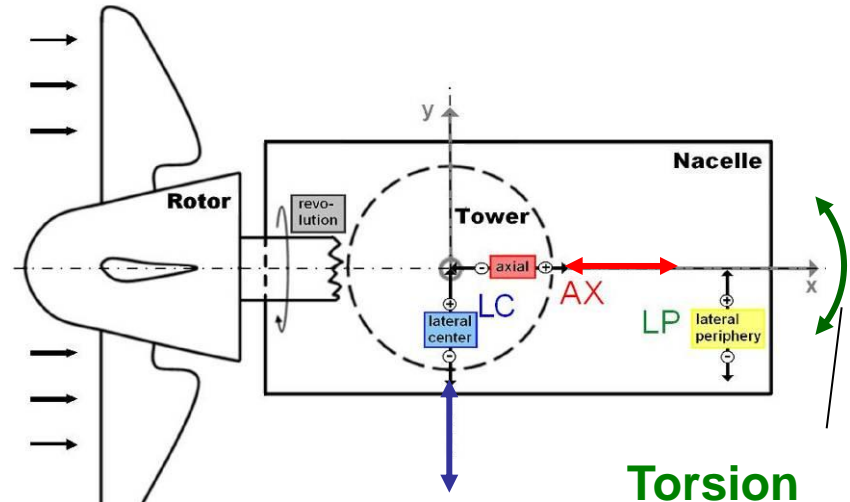 y
Nacelle
Rotor
revo-
lution
Tower
axial
x
AX
LC
LP
lateral
center
lateral
periphery
Torsion